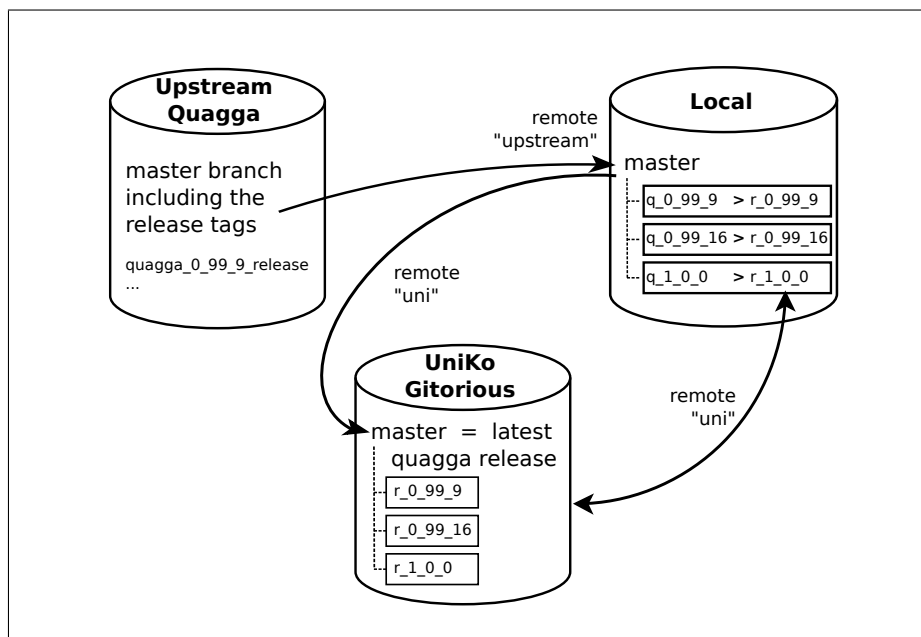 Upstream
Quagga
master branch
including the
release tags
quagga_0_99_9_release
...
remote
"upstream"
Local
master
q_0_99_9 > r_0_99_9
q_0_99_16 > r_0_99_16
q_1_0_0 > r_1_0_0
remote
"uni"
remote
"uni"
UniKo
Gitorious
master = latest
quagga release
r_0_99_9
r_0_99_16
r_1_0_0